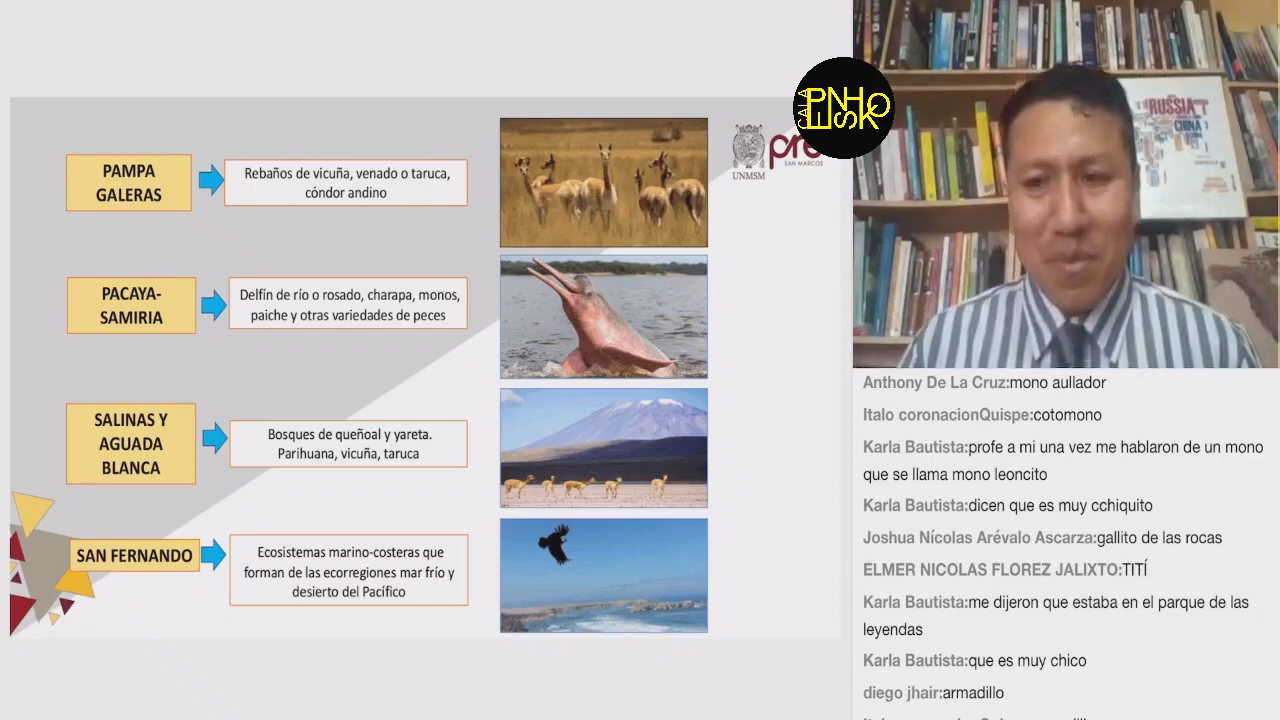 PAMPA
GALERAS
Rebaños de vicuña, venado o taruca,
cóndor andino
PACAYA-
SAMIRIA
Delfín de río o rosado, charapa, monos,
paiche y otras variedades de peces
SALINAS Y
AGUADA
BLANCA
Bosques de queñoal y yareta.
Parihuana, vicuña, taruca
SAN FERNANDO
Ecosistemas marino-costeras que
forman de las ecorregiones mar frío y
desierto del Pacífico
UNMSM
SAN MARCOS
RUSSIA
CHINA
Anthony De La Cruz:mono aullador
Italo coronacionQuispe:cotomono
Karla Bautista:profe a mi una vez me hablaron de un mono
que se llama mono leoncito
Karla Bautista:dicen que es muy cchiquito
Joshua Nícolas Arévalo Ascarza:gallito de las rocas
ELMER NICOLAS FLOREZ JALIXTO:TITÍ
Karla Bautista:me dijeron que estaba en el parque de las
leyendas
Karla Bautista:que es muy chico
diego jhair:armadillo